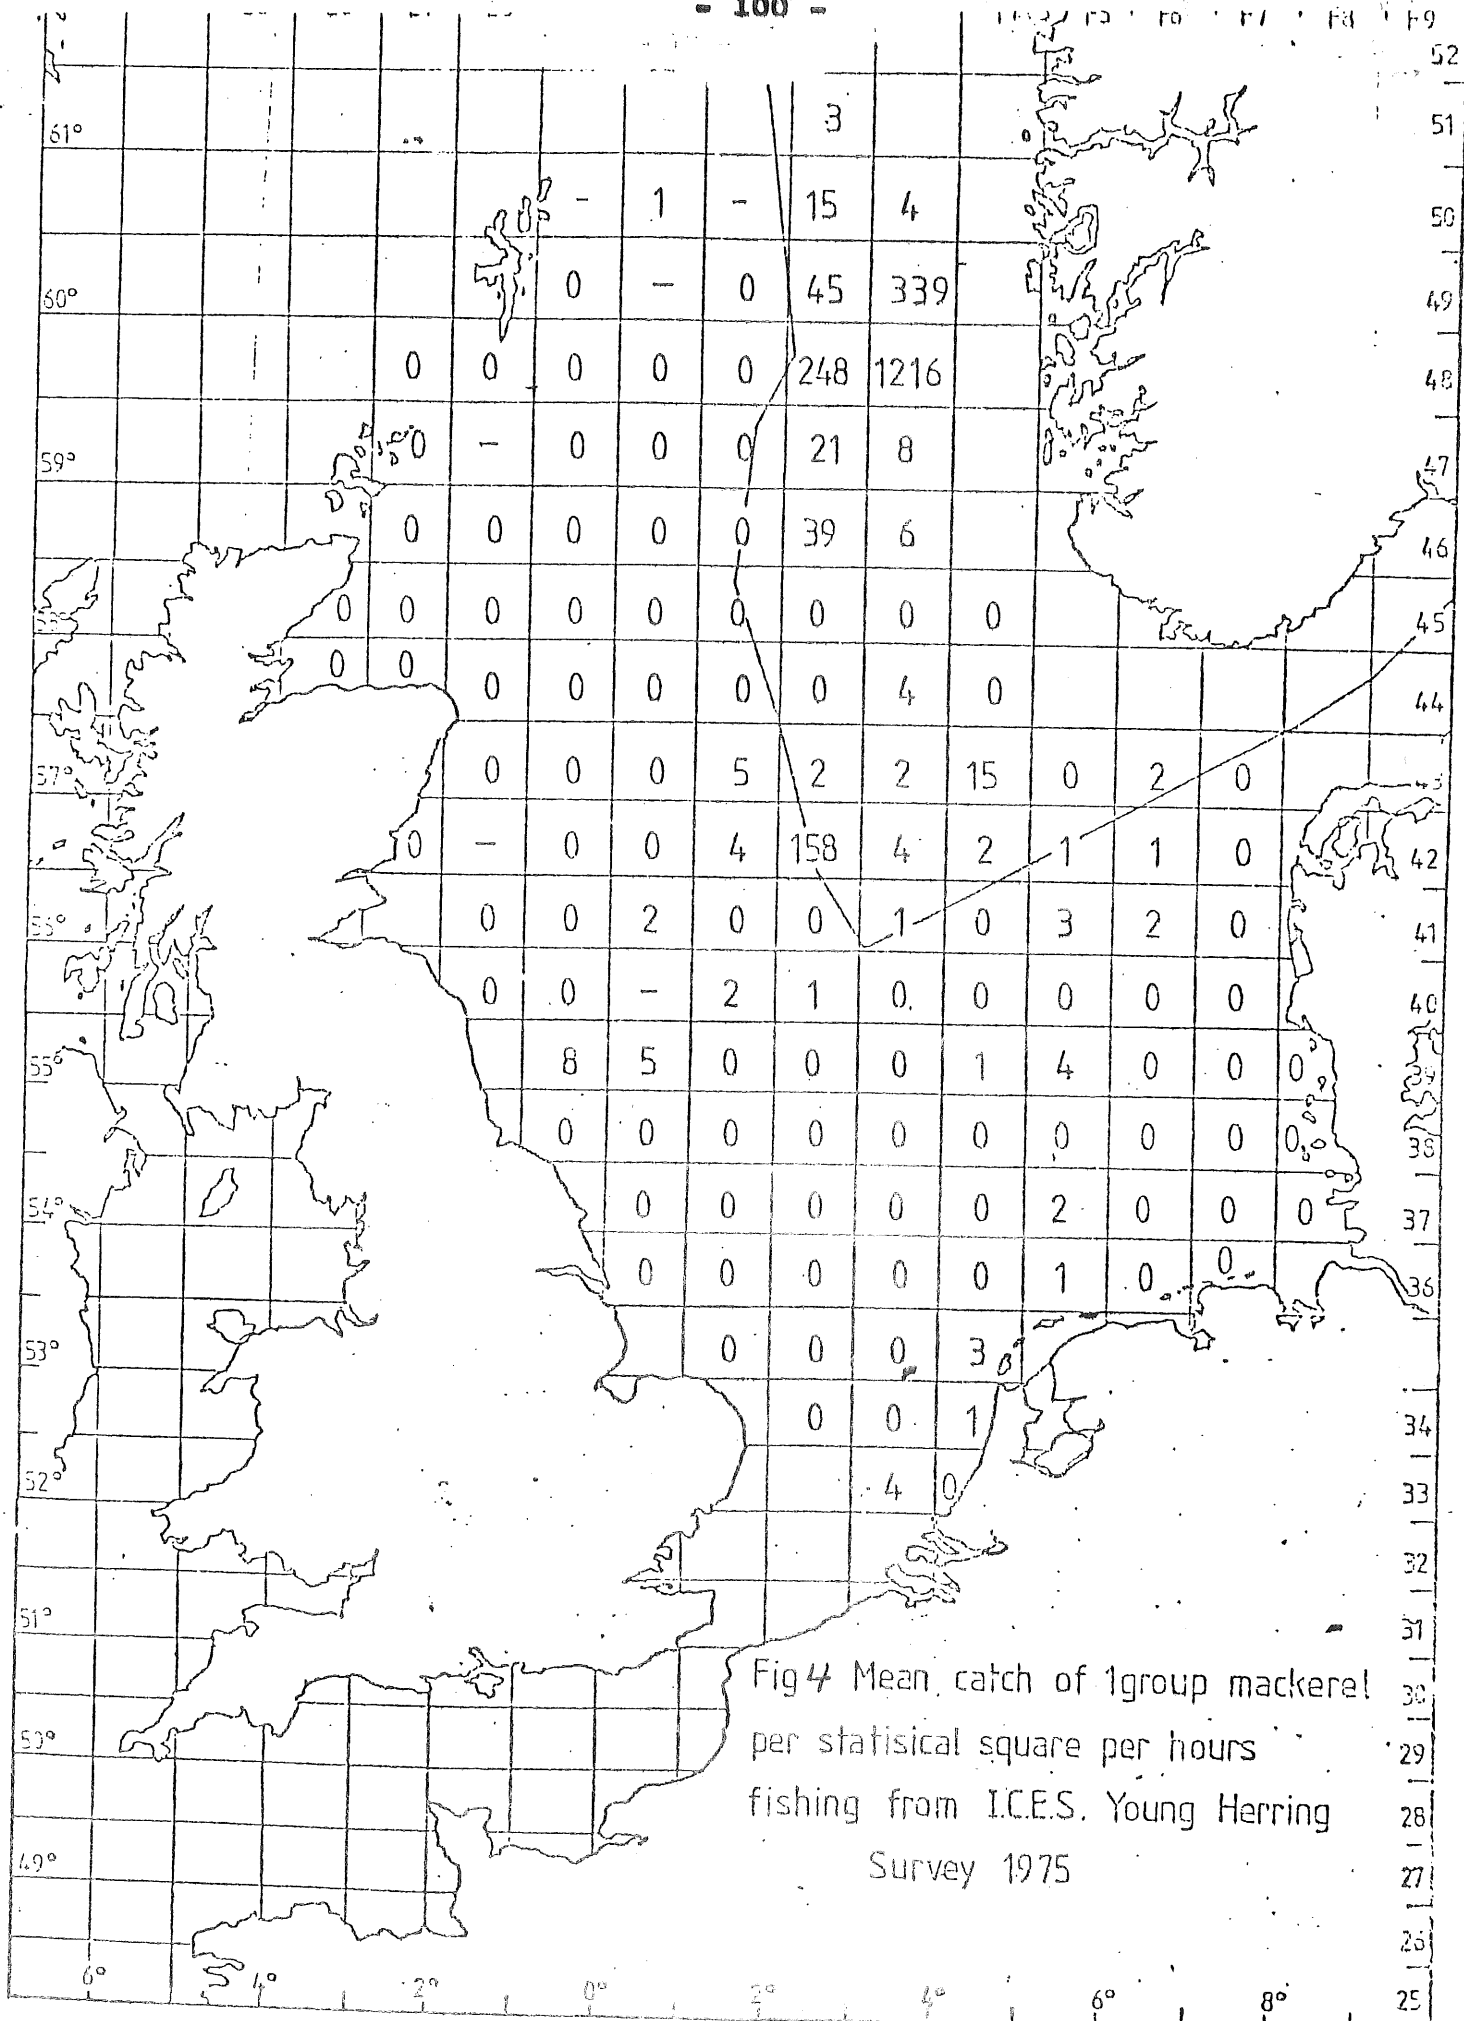 - 100 -
F5 F6 F7 F8 F9
52
3
61° 51
- 1 - 15 4 50
0 - 0 45 339
60° 49
0 0 0 0 0 248 1216 48
0 - 0 0 0 21 8
59° 47
0 0 0 0 0 39 6 46
0 0 0 0 0 0 0 0 0
58° 45
0 0
0 0 0 0 0 4 0 44
57° 0 0 0 5 2 2 15 0 2 0 43
0 - 0 0 4 158 4 2 1 1 0 42
56° 0 0 2 0 0 1 0 3 2 0 41
0 0 - 2 1 0 0 0 0 0 40
55° 8 5 0 0 0 1 4 0 0 0 39
0 0 0 0 0 0 0 0 0 0 38
54° 0 0 0 0 0 2 0 0 0 37
0 0 0 0 0 1 0 0 36
53° 0 0 0 3
0 0 1 34
52° 4 0 33
32
51° 31
Fig 4 Mean catch of 1group mackerel 30
per statisical square per hours
50° 29
fishing from I.C.E.S. Young Herring 28
Survey 1975
49° 27
26
6° 4° 2° 0° 2° 4° 6° 8° 25